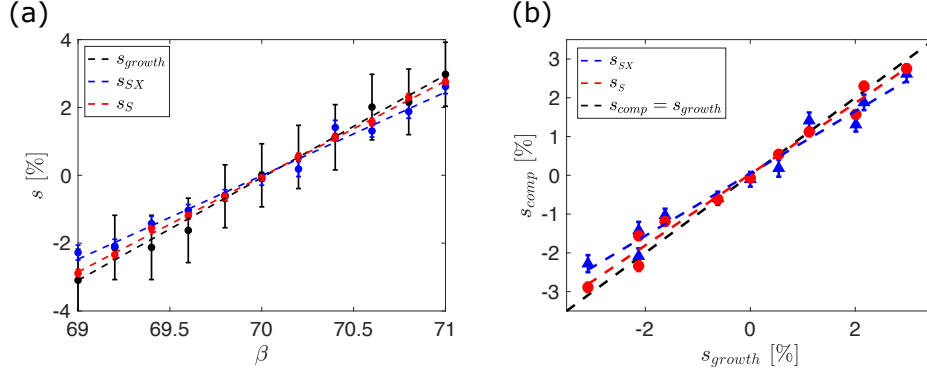 (a)
4
2
0
-2
-4
s [%]
s_growth
s_SX
s_S
69
69.5
70
70.5
71
β
(b)
3
2
1
0
-1
-2
-3
s_comp [%]
s_SX
s_S
s_comp = s_growth
-2
0
2
s_growth [%]